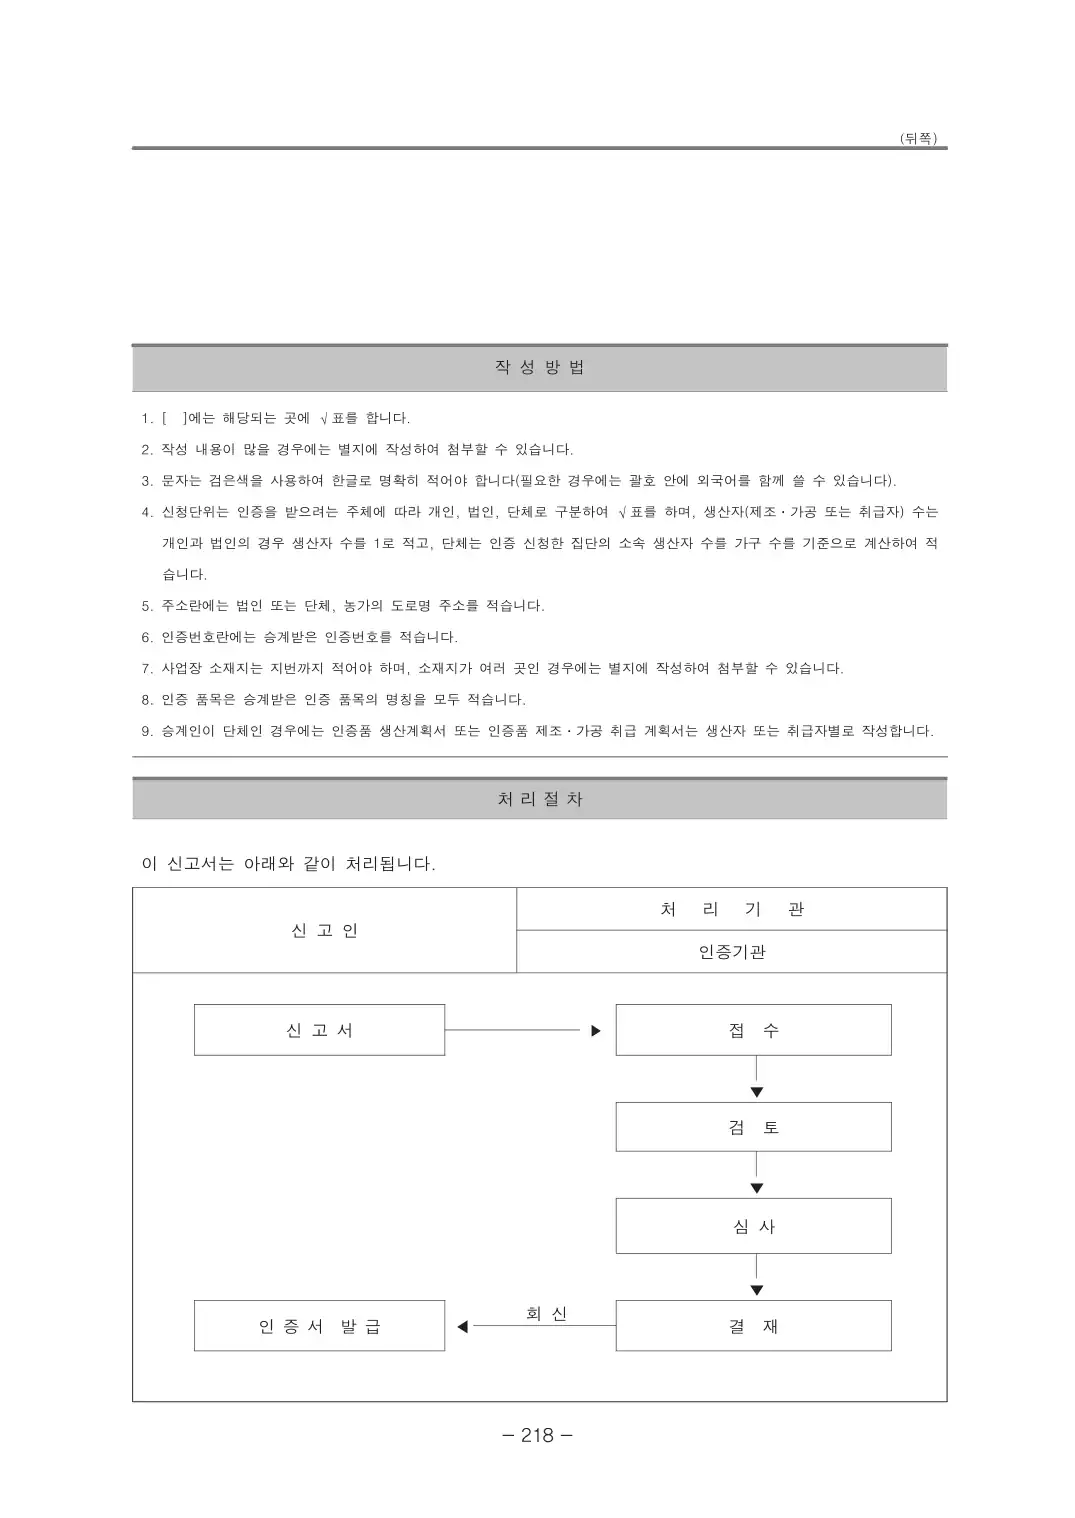 (뒤쪽)
작 성 방 법
1. [  ]에는 해당되는 곳에 √표를 합니다.
2. 작성 내용이 많을 경우에는 별지에 작성하여 첨부할 수 있습니다.
3. 문자는 검은색을 사용하여 한글로 명확히 적어야 합니다(필요한 경우에는 괄호 안에 외국어를 함께 쓸 수 있습니다).
4. 신청단위는 인증을 받으려는 주체에 따라 개인, 법인, 단체로 구분하여 √표를 하며, 생산자(제조·가공 또는 취급자) 수는
개인과 법인의 경우 생산자 수를 1로 적고, 단체는 인증 신청한 집단의 소속 생산자 수를 가구 수를 기준으로 계산하여 적
습니다.
5. 주소란에는 법인 또는 단체, 농가의 도로명 주소를 적습니다.
6. 인증번호란에는 승계받은 인증번호를 적습니다.
7. 사업장 소재지는 지번까지 적어야 하며, 소재지가 여러 곳인 경우에는 별지에 작성하여 첨부할 수 있습니다.
8. 인증 품목은 승계받은 인증 품목의 명칭을 모두 적습니다.
9. 승계인이 단체인 경우에는 인증품 생산계획서 또는 인증품 제조·가공 취급 계획서는 생산자 또는 취급자별로 작성합니다.
처 리 절 차
이 신고서는 아래와 같이 처리됩니다.
신 고 인
처 리 기 관
인증기관
신 고 서
접 수
검 토
심 사
인 증 서 발 급
회 신
결 재
- 218 -